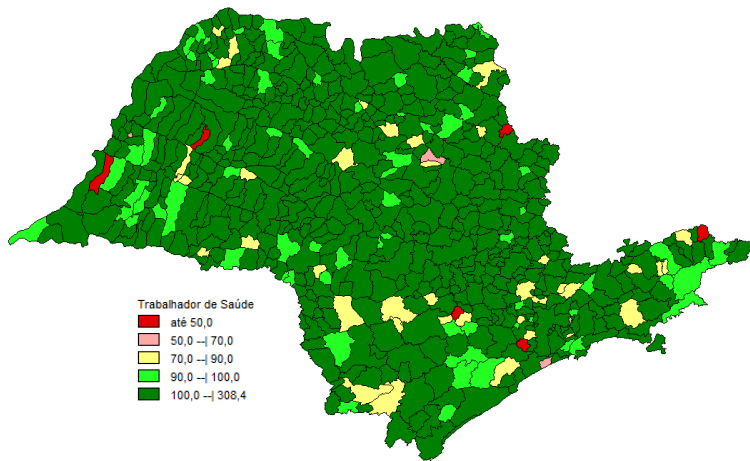 Trabalhador de Saúde
até 50,0
50,0 --| 70,0
70,0 --| 90,0
90,0 --| 100,0
100,0 --| 308,4